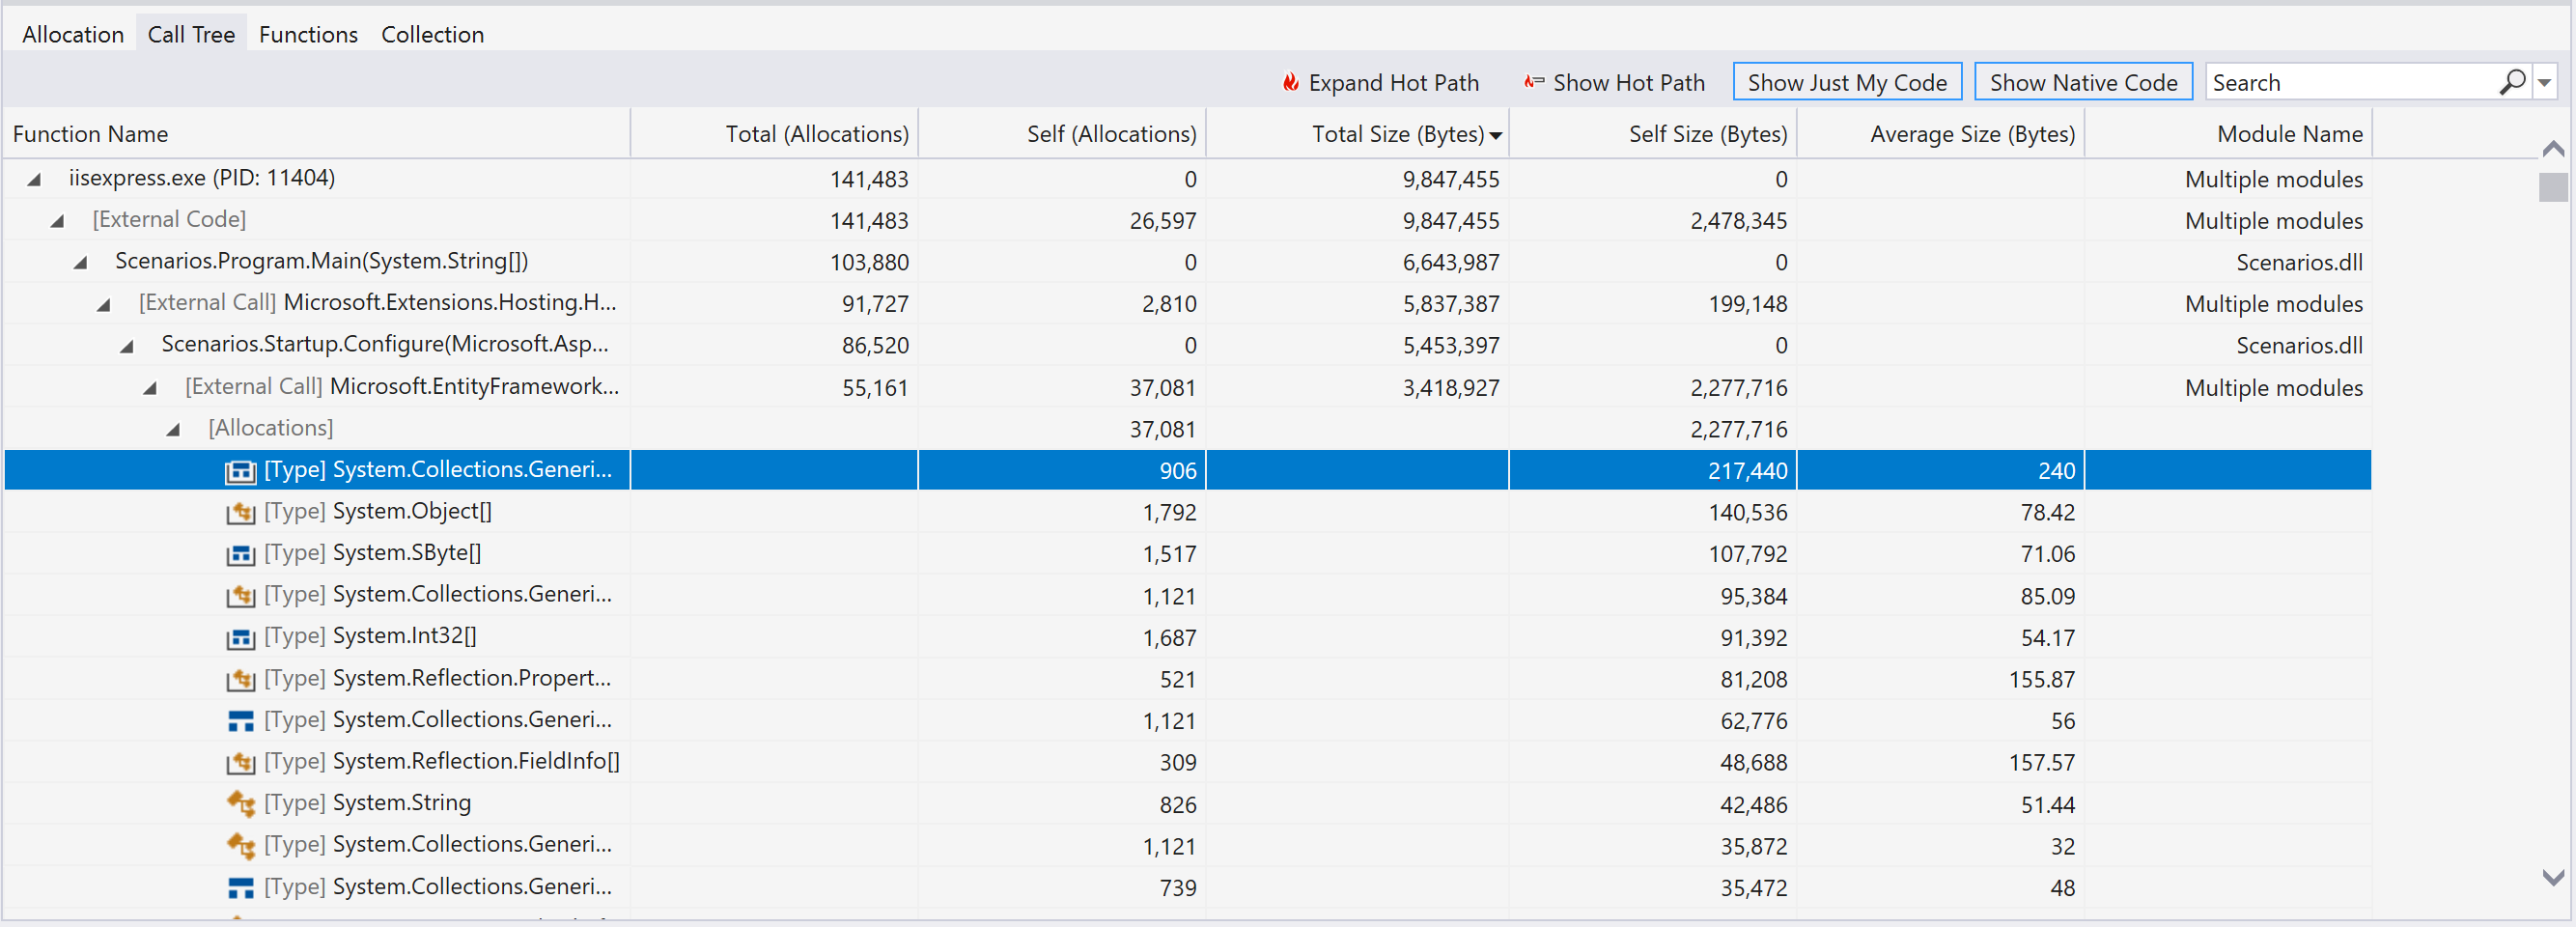 Allocation Call Tree Functions Collection
Expand Hot Path Show Hot Path Show Just My Code Show Native Code Search
Function Name Total (Allocations) Self (Allocations) Total Size (Bytes) Self Size (Bytes) Average Size (Bytes) Module Name
iisexpress.exe (PID: 11404) 141,483 0 9,847,455 0 Multiple modules
[External Code] 141,483 26,597 9,847,455 2,478,345 Multiple modules
Scenarios.Program.Main(System.String[]) 103,880 0 6,643,987 0 Scenarios.dll
[External Call] Microsoft.Extensions.Hosting.H... 91,727 2,810 5,837,387 199,148 Multiple modules
Scenarios.Startup.Configure(Microsoft.Asp... 86,520 0 5,453,397 0 Scenarios.dll
[External Call] Microsoft.EntityFramework... 55,161 37,081 3,418,927 2,277,716 Multiple modules
[Allocations] 37,081 2,277,716
[Type] System.Collections.Generi... 906 217,440 240
[Type] System.Object[] 1,792 140,536 78.42
[Type] System.SByte[] 1,517 107,792 71.06
[Type] System.Collections.Generi... 1,121 95,384 85.09
[Type] System.Int32[] 1,687 91,392 54.17
[Type] System.Reflection.Propert... 521 81,208 155.87
[Type] System.Collections.Generi... 1,121 62,776 56
[Type] System.Reflection.FieldInfo[] 309 48,688 157.57
[Type] System.String 826 42,486 51.44
[Type] System.Collections.Generi... 1,121 35,872 32
[Type] System.Collections.Generi... 739 35,472 48